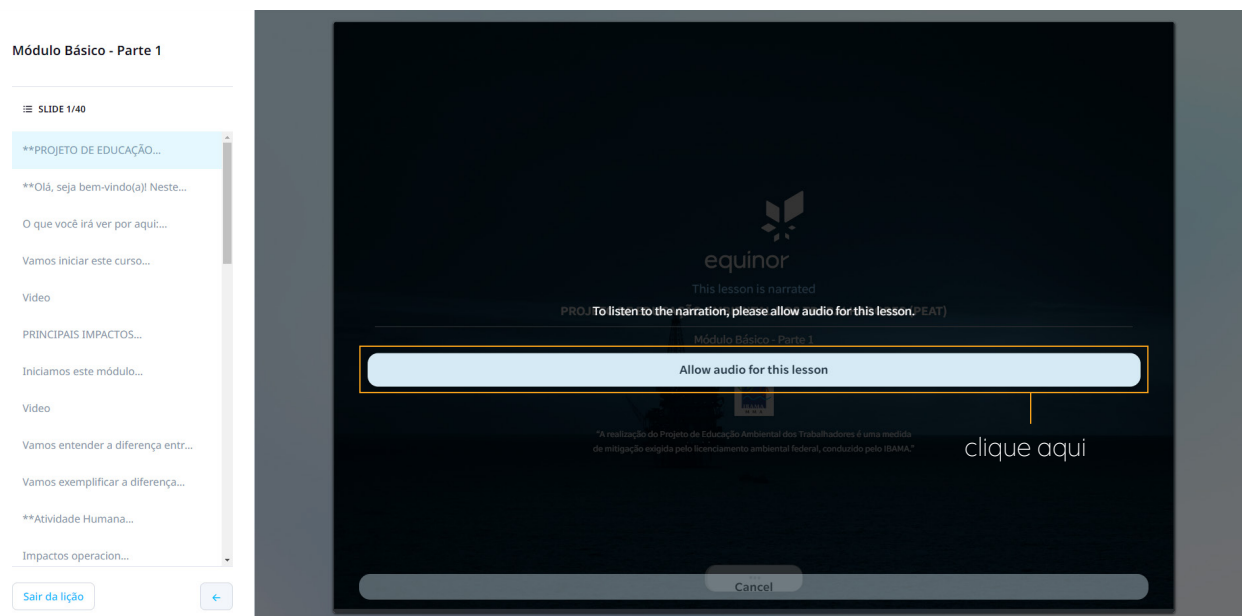 Módulo Básico - Parte 1
SLIDE 1/40
**PROJETO DE EDUCAÇÃO...
**Olá, seja bem-vindo(a)! Neste...
O que você irá ver por aqui:...
Vamos iniciar este curso...
Video
PRINCIPAIS IMPACTOS...
Iniciamos este módulo...
Video
Vamos entender a diferença entr...
Vamos exemplificar a diferença...
**Atividade Humana...
Impactos operacion...
Sair da lição
equinor
This lesson is narrated
To listen to the narration, please allow audio for this lesson.
Módulo Básico - Parte 1
Allow audio for this lesson
"A realização do Projeto de Educação Ambiental dos Trabalhadores é uma medida
de mitigação exigida pelo licenciamento ambiental federal, conduzido pelo IBAMA."
clique aqui
Cancel